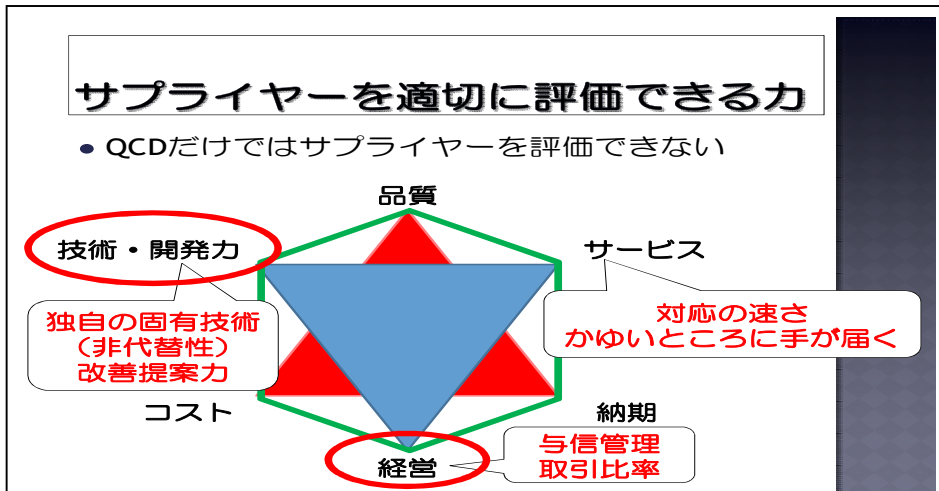 サプライヤーを適切に評価できる力
● QCDだけではサプライヤーを評価できない
品質
技術・開発力
サービス
独自の固有技術
（非代替性）
改善提案力
対応の速さ
かゆいところに手が届く
コスト
納期
経営
与信管理
取引比率